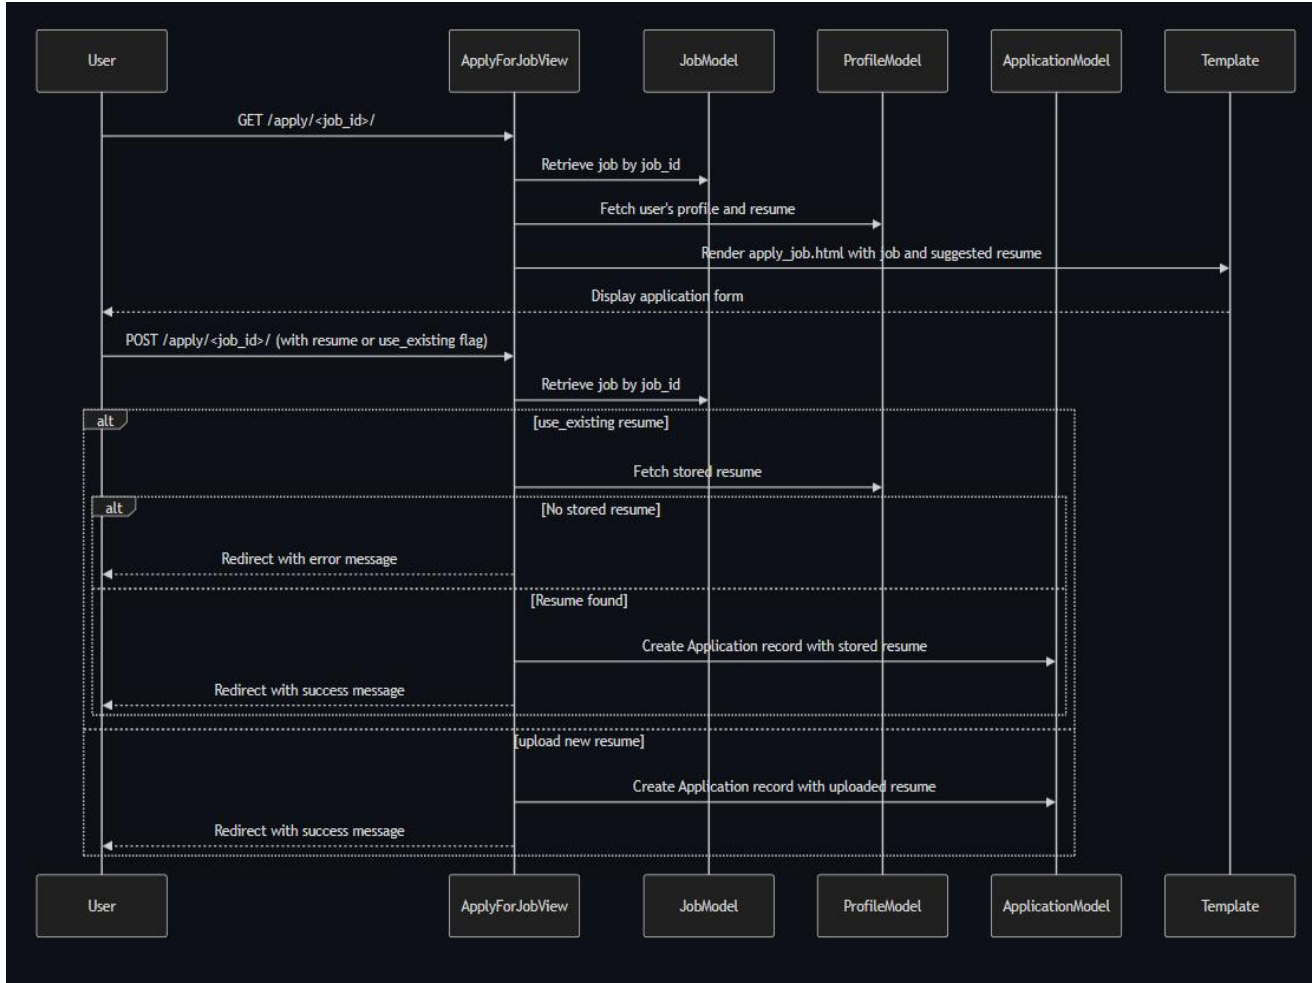 User
ApplyForJobView
JobModel
ProfileModel
ApplicationModel
Template
GET /apply/<job_id>/
Retrieve job by job_id
Fetch user's profile and resume
Render apply_job.html with job and suggested resume
Display application form
POST /apply/<job_id>/ (with resume or use_existing flag)
Retrieve job by job_id
alt
[use_existing resume]
Fetch stored resume
alt
[No stored resume]
Redirect with error message
[Resume found]
Create Application record with stored resume
Redirect with success message
[upload new resume]
Create Application record with uploaded resume
Redirect with success message
User
ApplyForJobView
JobModel
ProfileModel
ApplicationModel
Template